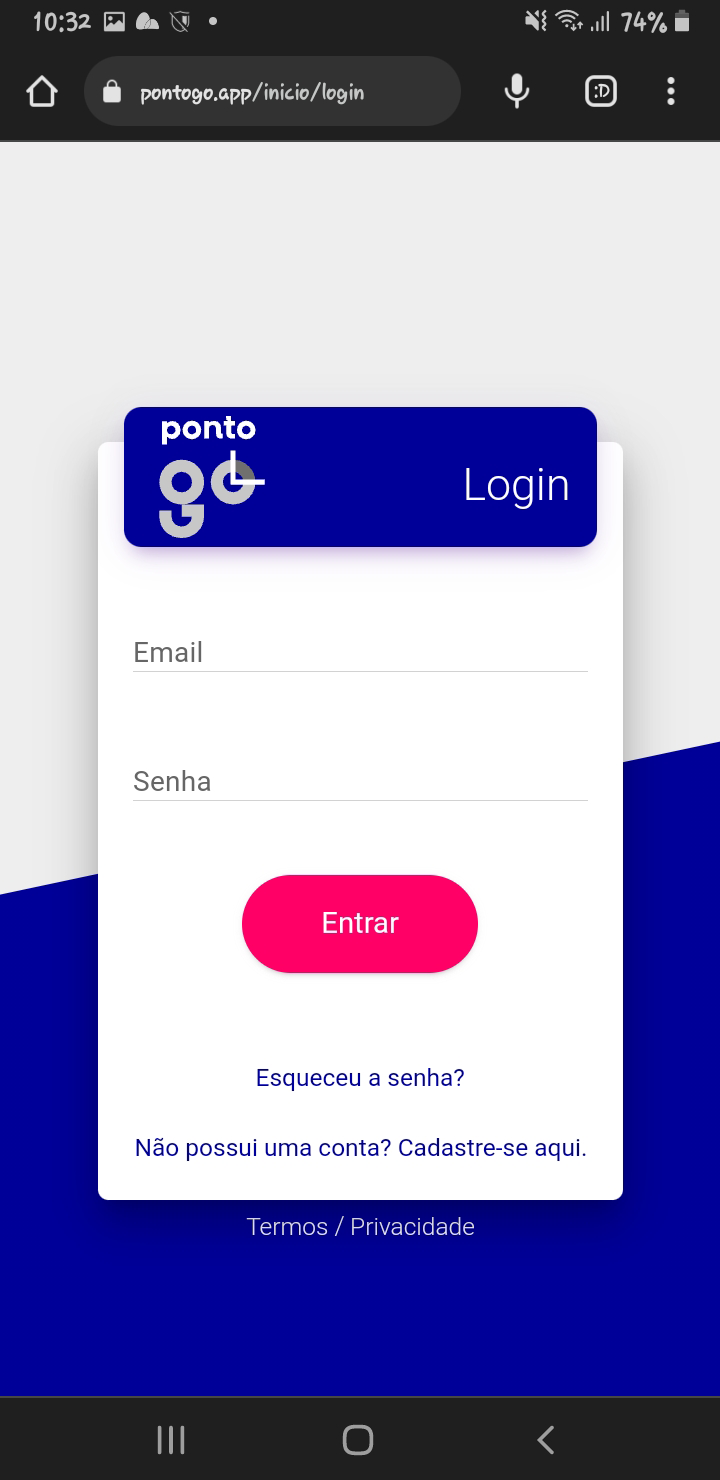 10:32 74%
pontogo.app/inicio/login :D
ponto
go
Login
Email
Senha
Entrar
Esqueceu a senha?
Não possui uma conta? Cadastre-se aqui.
Termos / Privacidade